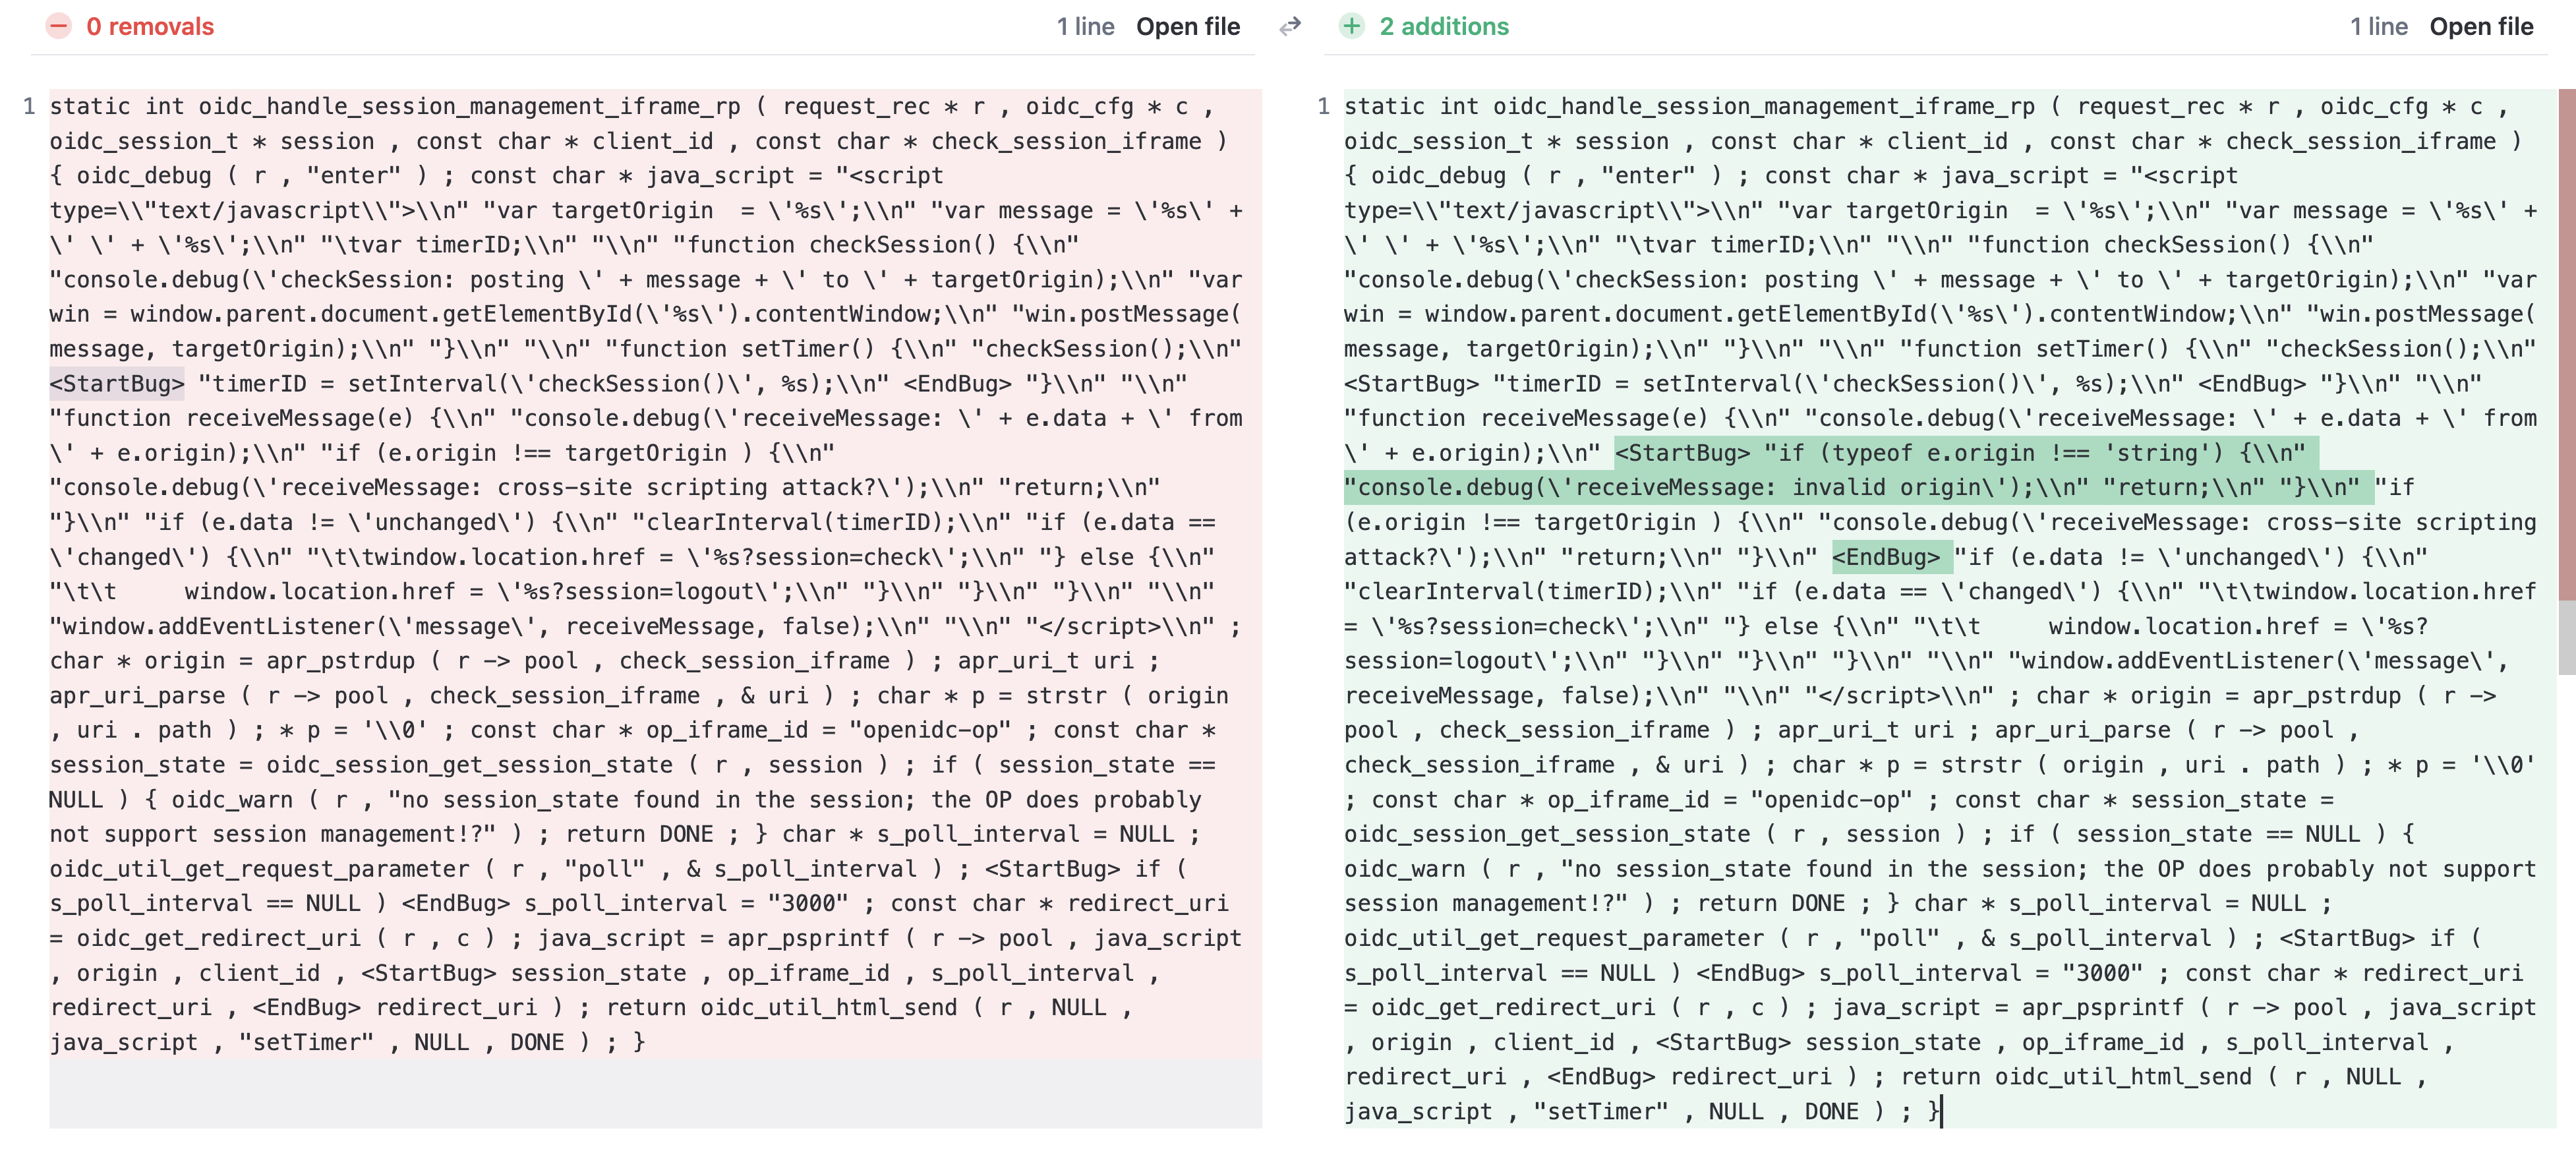 0 removals
1 line Open file
2 additions
1 line Open file
1
static int oidc_handle_session_management_iframe_rp ( request_rec * r , oidc_cfg * c ,
oidc_session_t * session , const char * client_id , const char * check_session_iframe )
{ oidc_debug ( r , "enter" ) ; const char * java_script = "<script
type=\\"text/javascript\\">\\n" "var targetOrigin  = \'%s\';\\n" "var message = \'%s\' +
\' \' + \'%s\';\\n" "\tvar timerID;\\n" "\\n" "function checkSession() {\\n"
"console.debug(\'checkSession: posting \' + message + \' to \' + targetOrigin);\\n" "var
win = window.parent.document.getElementById(\'%s\').contentWindow;\\n" "win.postMessage(
message, targetOrigin);\\n" "}\\n" "\\n" "function setTimer() {\\n" "checkSession();\\n"
<StartBug> "timerID = setInterval(\'checkSession()\', %s);\\n" <EndBug> "}\\n" "\\n"
"function receiveMessage(e) {\\n" "console.debug(\'receiveMessage: \' + e.data + \' from
\' + e.origin);\\n" "if (e.origin !== targetOrigin ) {\\n"
"console.debug(\'receiveMessage: cross-site scripting attack?\');\\n" "return;\\n"
"}\\n" "if (e.data != \'unchanged\') {\\n" "clearInterval(timerID);\\n" "if (e.data ==
\'changed\') {\\n" "\t\twindow.location.href = \'%s?session=check\';\\n" "} else {\\n"
"\t\t     window.location.href = \'%s?session=logout\';\\n" "}\\n" "}\\n" "}\\n" "\\n"
"window.addEventListener(\'message\', receiveMessage, false);\\n" "\\n" "</script>\\n" ;
char * origin = apr_pstrdup ( r -> pool , check_session_iframe ) ; apr_uri_t uri ;
apr_uri_parse ( r -> pool , check_session_iframe , & uri ) ; char * p = strstr ( origin
, uri . path ) ; * p = '\\0' ; const char * op_iframe_id = "openidc-op" ; const char *
session_state = oidc_session_get_session_state ( r , session ) ; if ( session_state ==
NULL ) { oidc_warn ( r , "no session_state found in the session; the OP does probably
not support session management!?" ) ; return DONE ; } char * s_poll_interval = NULL ;
oidc_util_get_request_parameter ( r , "poll" , & s_poll_interval ) ; <StartBug> if (
s_poll_interval == NULL ) <EndBug> s_poll_interval = "3000" ; const char * redirect_uri
= oidc_get_redirect_uri ( r , c ) ; java_script = apr_psprintf ( r -> pool , java_script
, origin , client_id , <StartBug> session_state , op_iframe_id , s_poll_interval ,
redirect_uri , <EndBug> redirect_uri ) ; return oidc_util_html_send ( r , NULL ,
java_script , "setTimer" , NULL , DONE ) ; }
1
static int oidc_handle_session_management_iframe_rp ( request_rec * r , oidc_cfg * c ,
oidc_session_t * session , const char * client_id , const char * check_session_iframe )
{ oidc_debug ( r , "enter" ) ; const char * java_script = "<script
type=\\"text/javascript\\">\\n" "var targetOrigin  = \'%s\';\\n" "var message = \'%s\' +
\' \' + \'%s\';\\n" "\tvar timerID;\\n" "\\n" "function checkSession() {\\n"
"console.debug(\'checkSession: posting \' + message + \' to \' + targetOrigin);\\n" "var
win = window.parent.document.getElementById(\'%s\').contentWindow;\\n" "win.postMessage(
message, targetOrigin);\\n" "}\\n" "\\n" "function setTimer() {\\n" "checkSession();\\n"
<StartBug> "timerID = setInterval(\'checkSession()\', %s);\\n" <EndBug> "}\\n" "\\n"
"function receiveMessage(e) {\\n" "console.debug(\'receiveMessage: \' + e.data + \' from
\' + e.origin);\\n" <StartBug> "if (typeof e.origin !== 'string') {\\n"
"console.debug(\'receiveMessage: invalid origin\');\\n" "return;\\n" "}\\n" "if
(e.origin !== targetOrigin ) {\\n" "console.debug(\'receiveMessage: cross-site scripting
attack?\');\\n" "return;\\n" "}\\n" <EndBug> "if (e.data != \'unchanged\') {\\n"
"clearInterval(timerID);\\n" "if (e.data == \'changed\') {\\n" "\t\twindow.location.href
= \'%s?session=check\';\\n" "} else {\\n" "\t\t     window.location.href = \'%s?
session=logout\';\\n" "}\\n" "}\\n" "}\\n" "\\n" "window.addEventListener(\'message\',
receiveMessage, false);\\n" "\\n" "</script>\\n" ; char * origin = apr_pstrdup ( r ->
pool , check_session_iframe ) ; apr_uri_t uri ; apr_uri_parse ( r -> pool ,
check_session_iframe , & uri ) ; char * p = strstr ( origin , uri . path ) ; * p = '\\0'
; const char * op_iframe_id = "openidc-op" ; const char * session_state =
oidc_session_get_session_state ( r , session ) ; if ( session_state == NULL ) {
oidc_warn ( r , "no session_state found in the session; the OP does probably not support
session management!?" ) ; return DONE ; } char * s_poll_interval = NULL ;
oidc_util_get_request_parameter ( r , "poll" , & s_poll_interval ) ; <StartBug> if (
s_poll_interval == NULL ) <EndBug> s_poll_interval = "3000" ; const char * redirect_uri
= oidc_get_redirect_uri ( r , c ) ; java_script = apr_psprintf ( r -> pool , java_script
, origin , client_id , <StartBug> session_state , op_iframe_id , s_poll_interval ,
redirect_uri , <EndBug> redirect_uri ) ; return oidc_util_html_send ( r , NULL ,
java_script , "setTimer" , NULL , DONE ) ; }